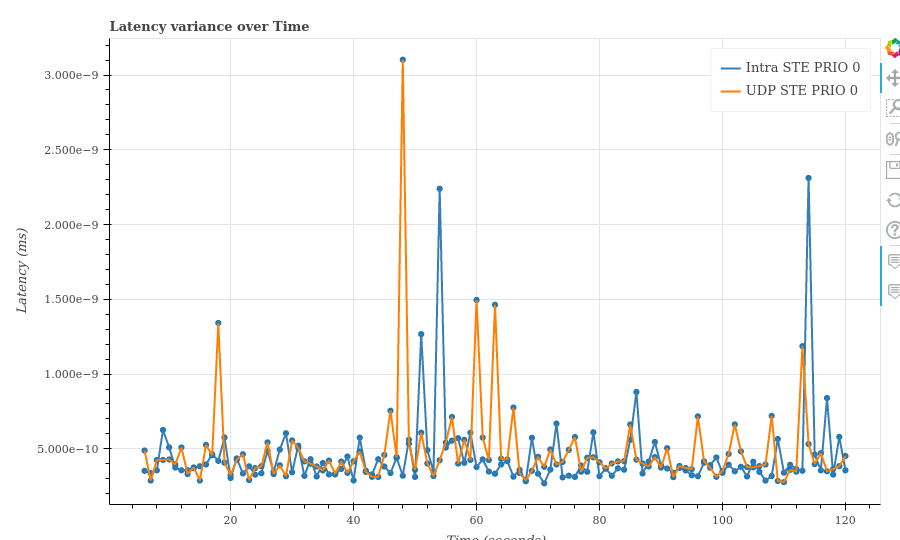 Latency variance over Time
Intra STE PRIO 0
UDP STE PRIO 0
3.000e−9
2.500e−9
2.000e−9
1.500e−9
1.000e−9
5.000e−10
Latency (ms)
20 40 60 80 100 120
Time (seconds)